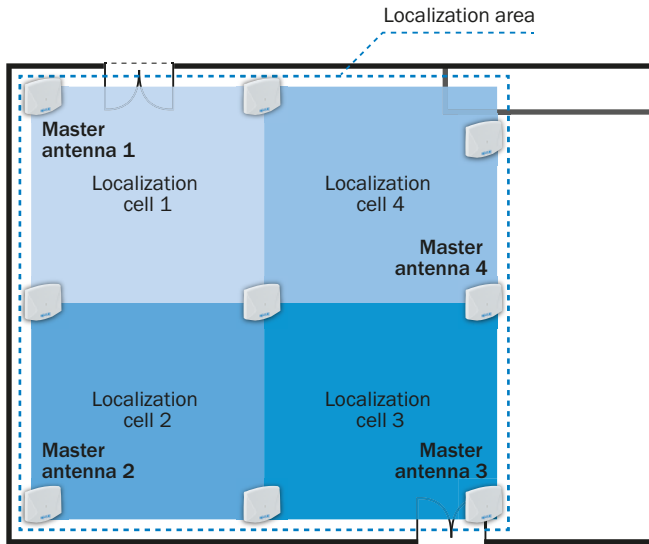 Localization area
Master
antenna 1
Localization
cell 1
Localization
cell 4
Master
antenna 4
Localization
cell 2
Localization
cell 3
Master
antenna 2
Master
antenna 3